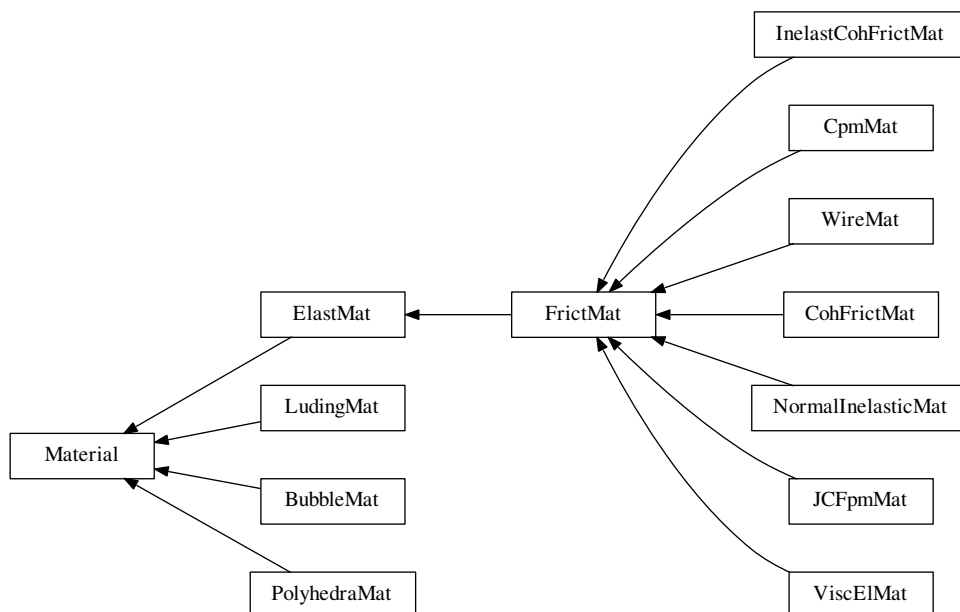 InelastCohFrictMat
CpmMat
WireMat
ElastMat
FrictMat
CohFrictMat
LudingMat
NormalInelasticMat
Material
BubbleMat
JCFpmMat
PolyhedraMat
ViscElMat